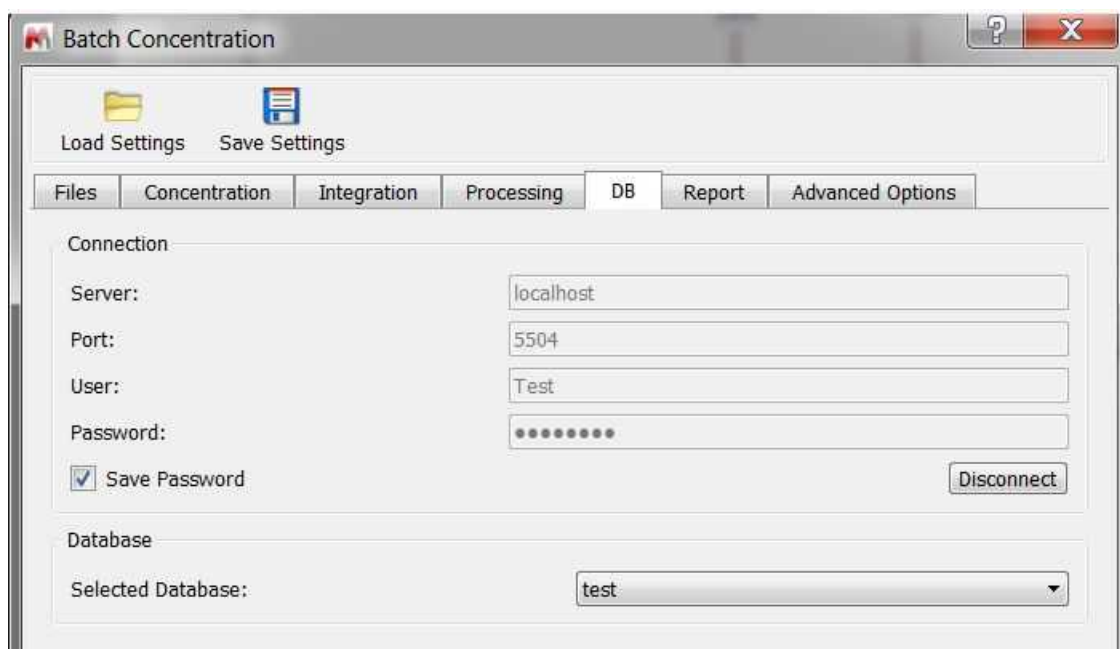 Batch Concentration
Load Settings Save Settings
Files Concentration Integration Processing DB Report Advanced Options
Connection
Server: localhost
Port: 5504
User: Test
Password: ●●●●●●●●
Save Password Disconnect
Database
Selected Database: test